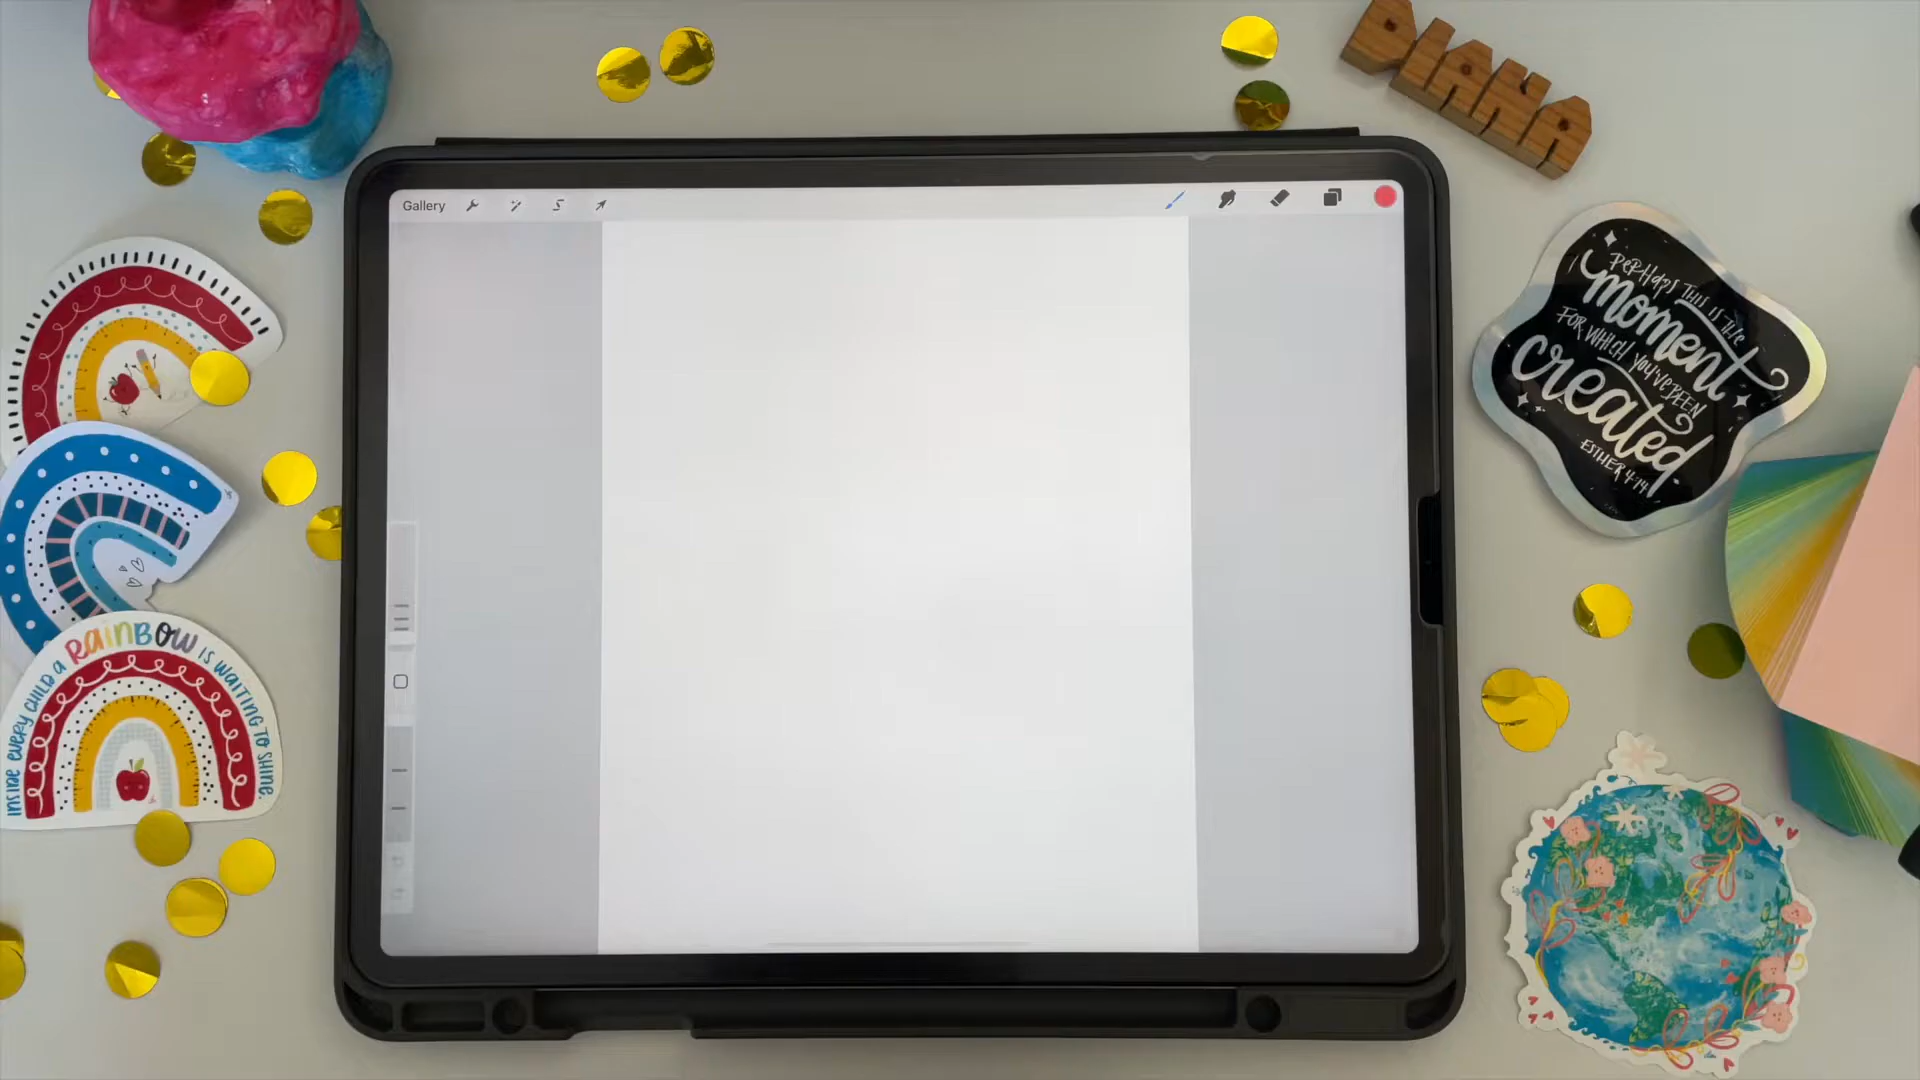 DIANA
Gallery
PERHAPS THIS IS THE
moment
FOR WHICH YOU'VE BEEN
created
ESTHER 4:14
INSIDE EVERY CHILD A RAINBOW IS WAITING TO SHINE.